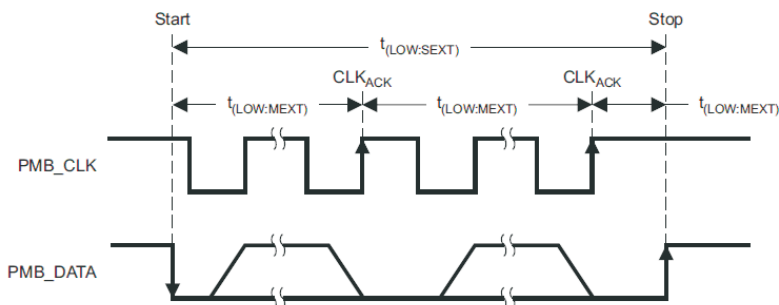 Start
Stop
t(LOW:SEXT)
CLKACK
CLKACK
t(LOW:MEXT)
t(LOW:MEXT)
t(LOW:MEXT)
PMB_CLK
PMB_DATA